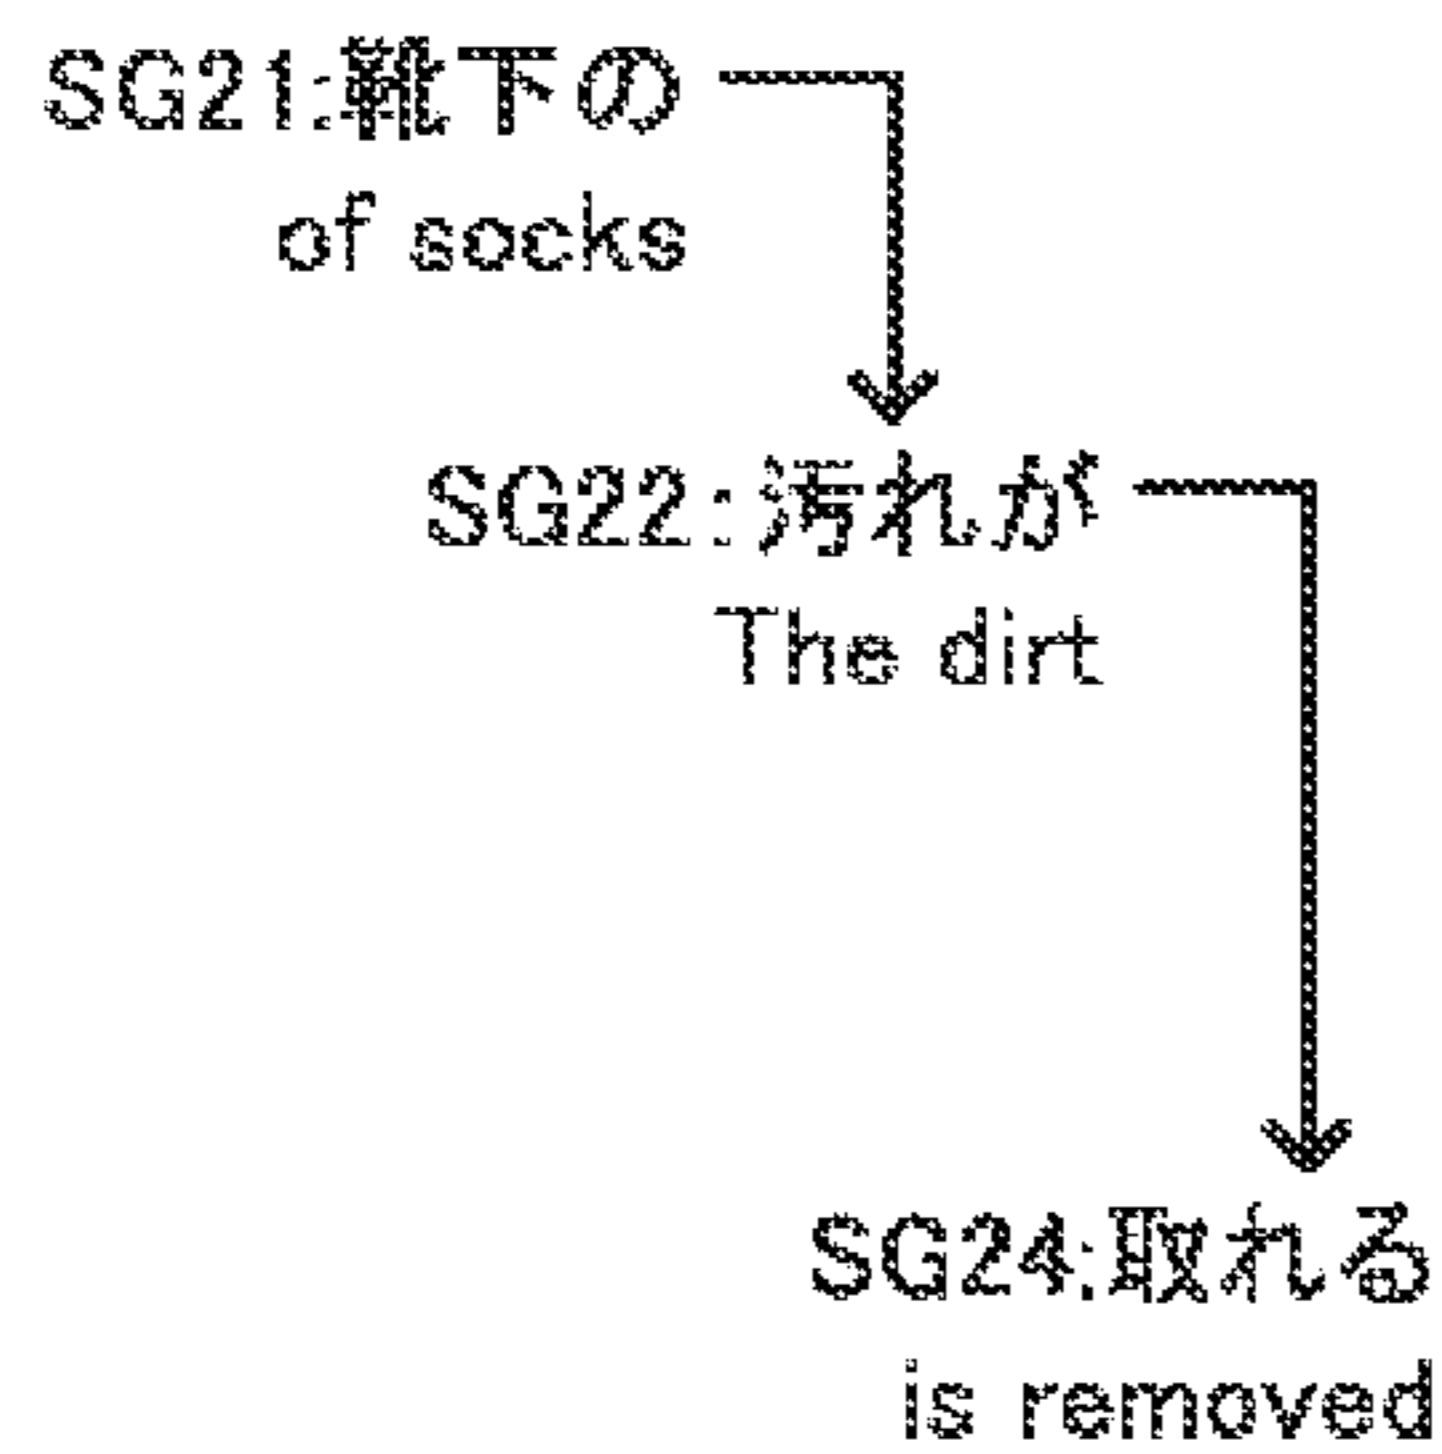 SG21:靴下の
of socks
SG22:汚れが
The dirt
SG24:取れる
is removed